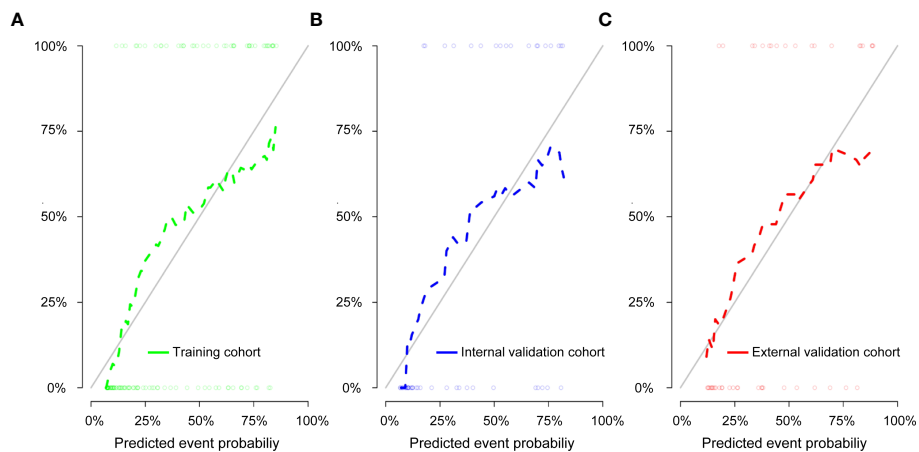 A
100%
75%
50%
25%
0%
Training cohort
0% 25% 50% 75% 100%
Predicted event probabiliy
B
100%
75%
50%
25%
0%
Internal validation cohort
0% 25% 50% 75% 100%
Predicted event probabiliy
C
100%
75%
50%
25%
0%
External validation cohort
0% 25% 50% 75% 100%
Predicted event probabiliy